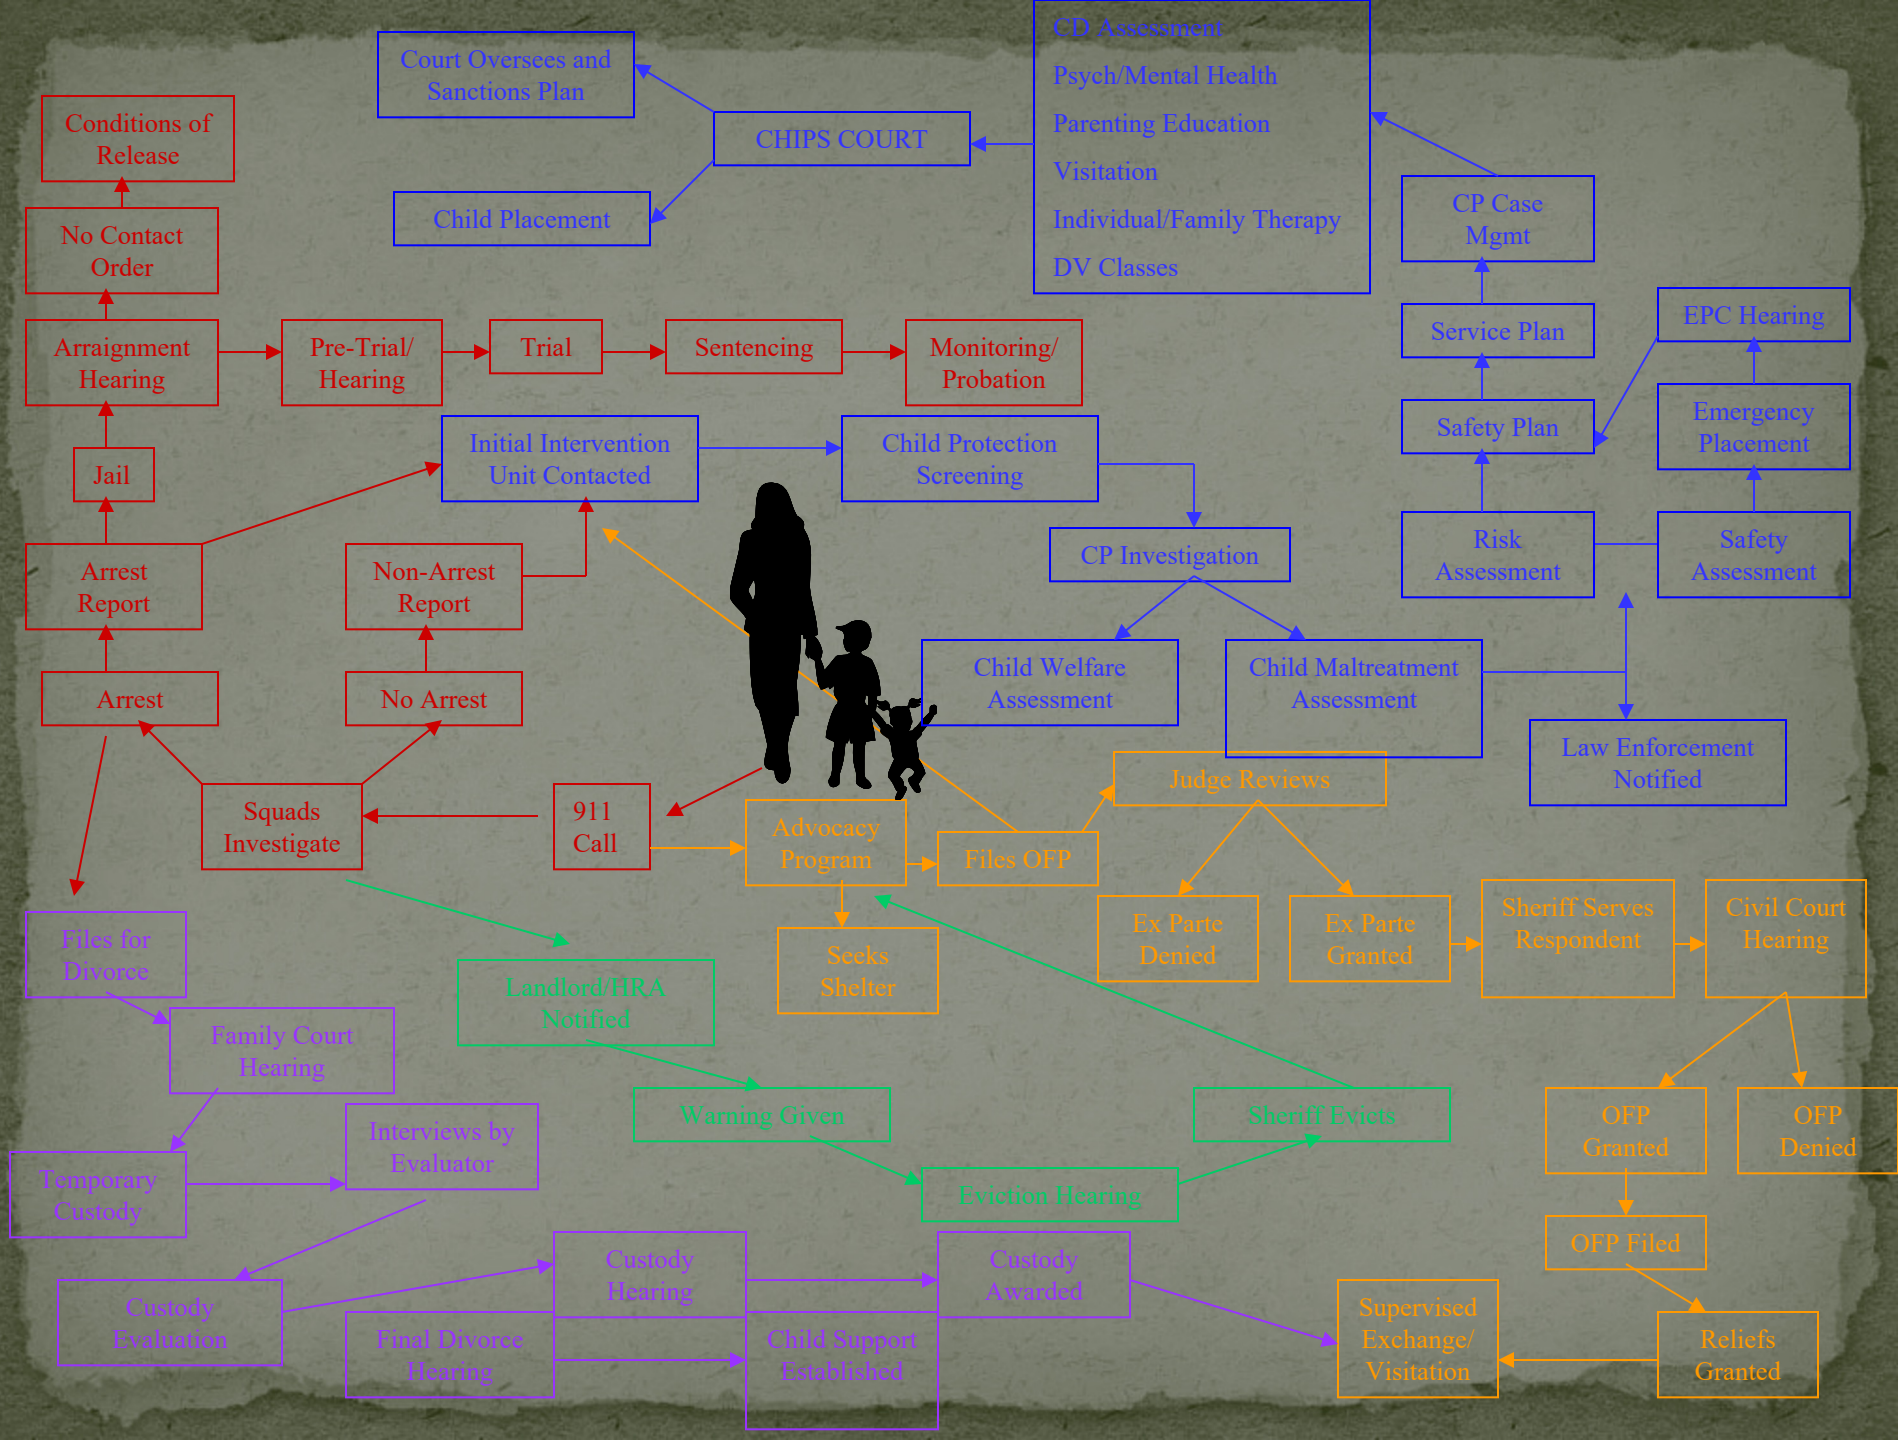 CD Assessment
Court Oversees and
Sanctions Plan
Psych/Mental Health
Conditions of
Release
CHIPS COURT
Parenting Education
Visitation
Child Placement
Individual/Family Therapy
DV Classes
CP Case
Mgmt
No Contact
Order
EPC Hearing
Service Plan
Arraignment
Hearing
Pre-Trial/
Hearing
Trial
Sentencing
Monitoring/
Probation
Emergency
Placement
Safety Plan
Initial Intervention
Unit Contacted
Child Protection
Screening
Jail
Risk
Assessment
Safety
Assessment
CP Investigation
Arrest
Report
Non-Arrest
Report
Child Welfare
Assessment
Child Maltreatment
Assessment
Arrest
No Arrest
Law Enforcement
Notified
Judge Reviews
Squads
Investigate
911
Call
Advocacy
Program
Files OFP
Ex Parte
Denied
Ex Parte
Granted
Sheriff Serves
Respondent
Civil Court
Hearing
Files for
Divorce
Seeks
Shelter
Landlord/HRA
Notified
Family Court
Hearing
Warning Given
Sheriff Evicts
OFP
Granted
OFP
Denied
Interviews by
Evaluator
Temporary
Custody
Eviction Hearing
OFP Filed
Custody
Hearing
Custody
Awarded
Custody
Evaluation
Final Divorce
Hearing
Child Support
Established
Supervised
Exchange/
Visitation
Reliefs
Granted